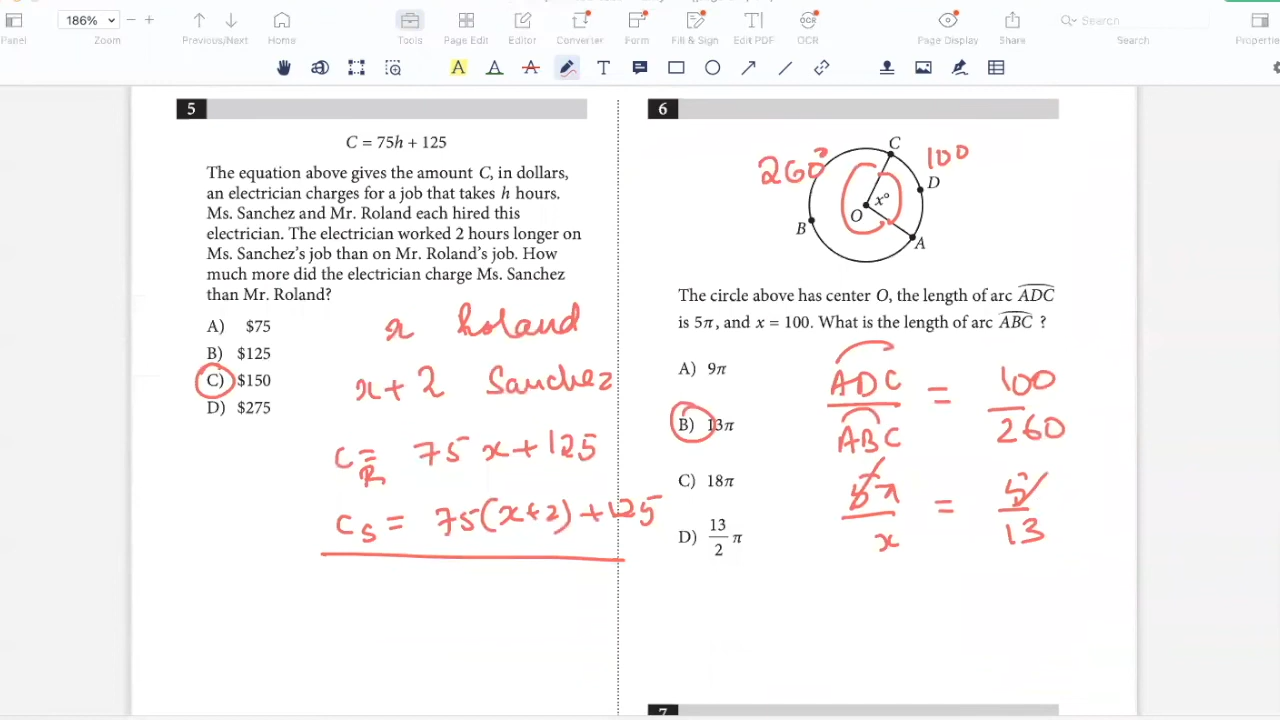 186%
Search
Panel
Zoom
Previous/Next
Home
Tools
Page Edit
Editor
Converter
Form
Fill & Sign
Edit PDF
OCR
OCR
Page Display
Share
Search
Properties
5
C = 75h + 125
The equation above gives the amount C, in dollars,
an electrician charges for a job that takes h hours.
Ms. Sanchez and Mr. Roland each hired this
electrician. The electrician worked 2 hours longer on
Ms. Sanchez's job than on Mr. Roland's job. How
much more did the electrician charge Ms. Sanchez
than Mr. Roland?
A) $75
B) $125
C) $150
D) $275
x Roland
x+2 Sanchez
C_R = 75x+125
C_S = 75(x+2)+125
6
260°
C
100
D
x°
O
B
A
The circle above has center O, the length of arc ADC
is 5π, and x = 100. What is the length of arc ABC ?
A) 9π
B) 13π
C) 18π
D) 13/2 π
ADC/ABC = 100/260
5π/x = 5/13
7